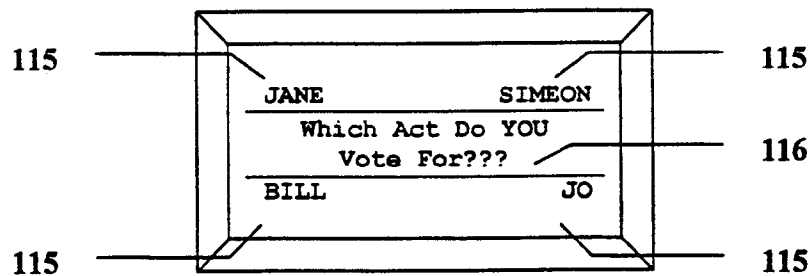 115 115
JANE SIMEON
Which Act Do YOU
Vote For???
116
BILL JO
115 115